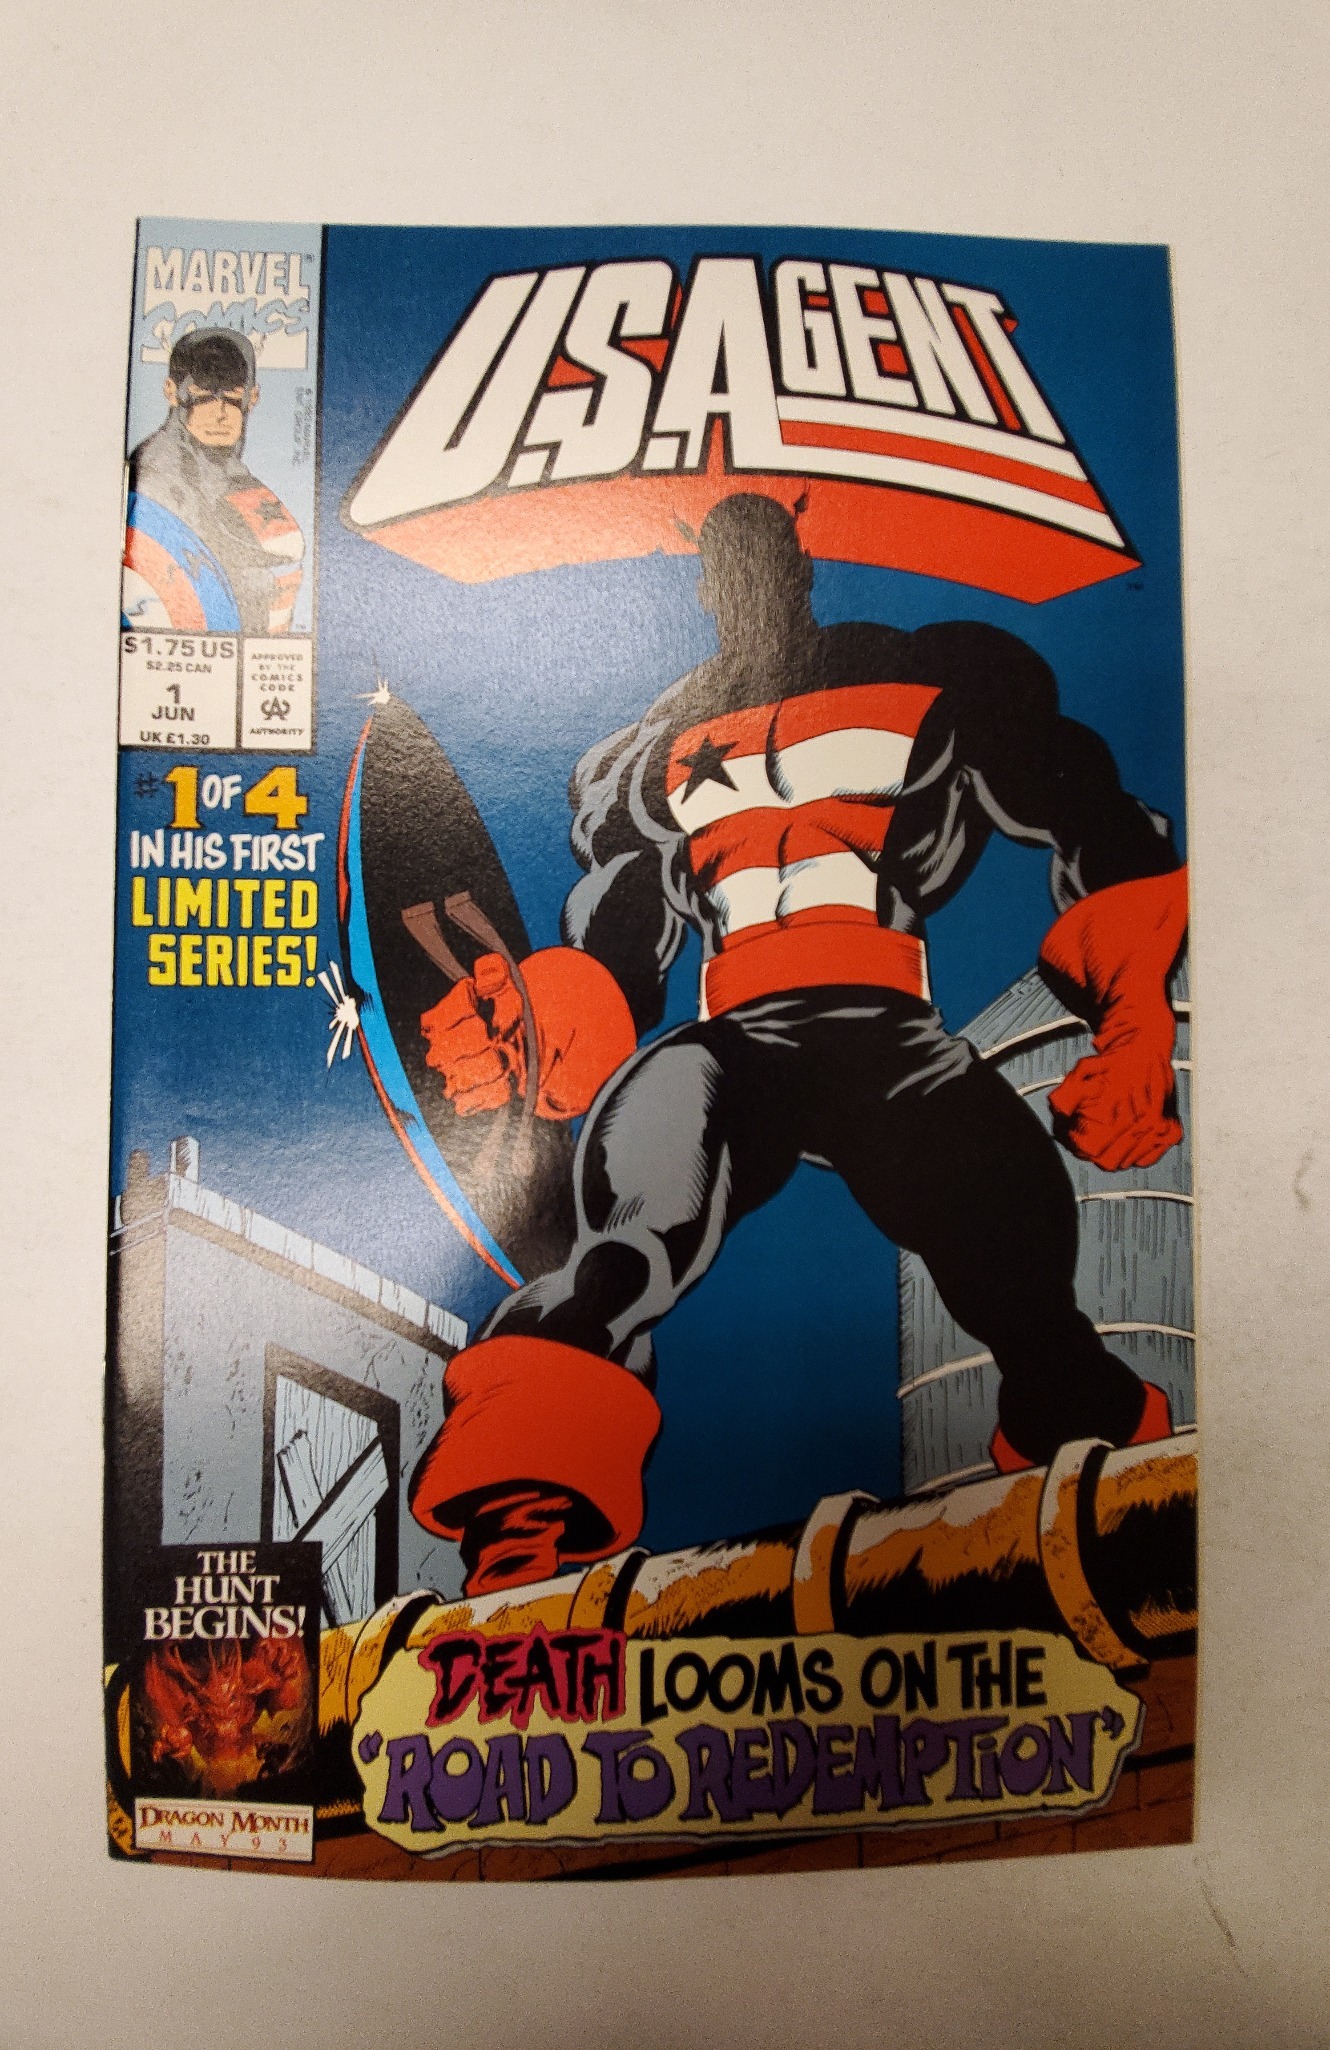 MARVEL
COMICS
U.S.AGENT
$1.75 US
$2.25 CAN
1
JUN
UK £1.30
APPROVED
BY THE
COMICS
CODE
CA
AUTHORITY
#1 OF 4
IN HIS FIRST
LIMITED
SERIES!
THE
HUNT
BEGINS!
DRAGON MONTH
MAY 93
DEATH LOOMS ON THE
"ROAD TO REDEMPTION"